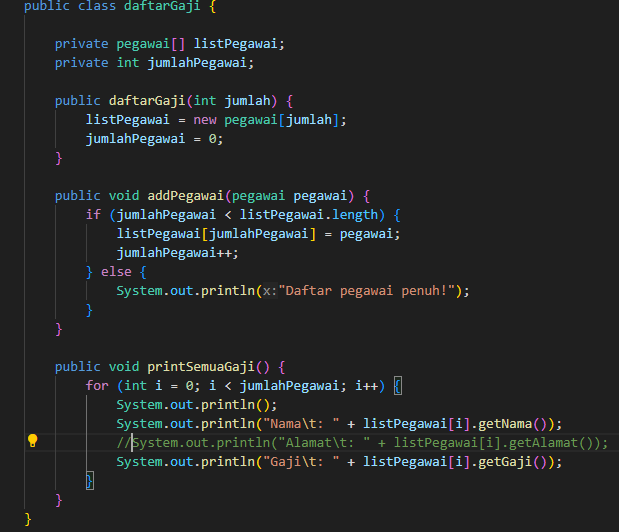 public class daftarGaji {
private pegawai[] listPegawai;
private int jumlahPegawai;
public daftarGaji(int jumlah) {
listPegawai = new pegawai[jumlah];
jumlahPegawai = 0;
}
public void addPegawai(pegawai pegawai) {
if (jumlahPegawai < listPegawai.length) {
listPegawai[jumlahPegawai] = pegawai;
jumlahPegawai++;
} else {
System.out.println(x:"Daftar pegawai penuh!");
}
}
public void printSemuaGaji() {
for (int i = 0; i < jumlahPegawai; i++) {
System.out.println();
System.out.println("Nama\t: " + listPegawai[i].getNama());
//System.out.println("Alamat\t: " + listPegawai[i].getAlamat());
System.out.println("Gaji\t: " + listPegawai[i].getGaji());
}
}
}